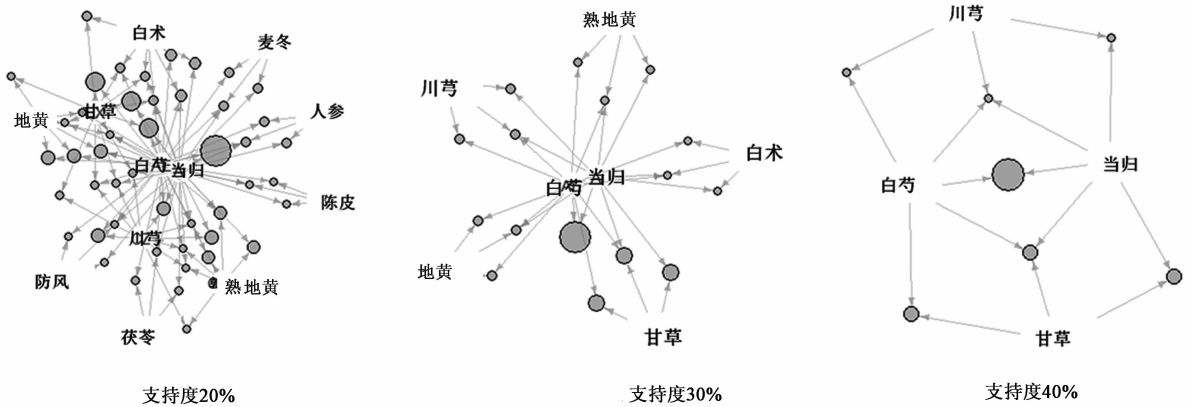 白术
麦冬
甘草
地黄
人参
白芍
当归
陈皮
川芎
防风
熟地黄
茯苓
支持度20%
熟地黄
川芎
白术
白芍
当归
地黄
甘草
支持度30%
川芎
白芍
当归
甘草
支持度40%